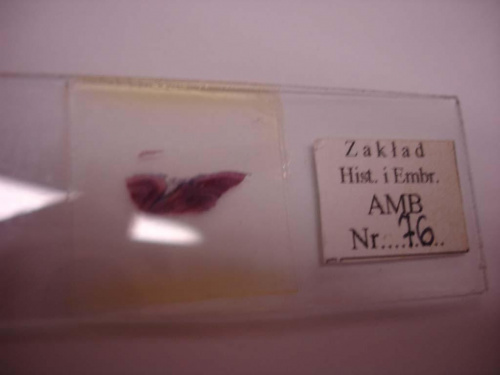 Zakład
Hist. i Embr.
AMB
Nr....76..